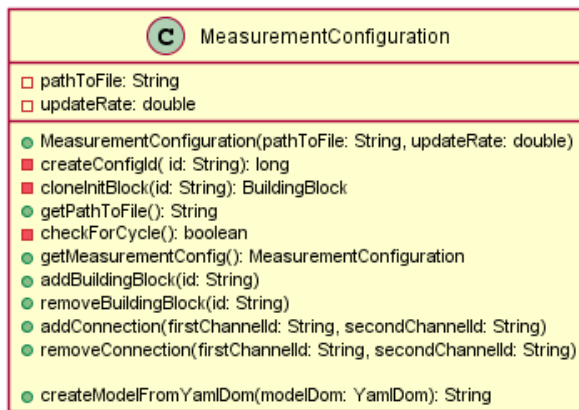 C MeasurementConfiguration
pathToFile: String
updateRate: double
MeasurementConfiguration(pathToFile: String, updateRate: double)
createConfigId( id: String): long
cloneInitBlock(id: String): BuildingBlock
getPathToFile(): String
checkForCycle(): boolean
getMeasurementConfig(): MeasurementConfiguration
addBuildingBlock(id: String)
removeBuildingBlock(id: String)
addConnection(firstChannelId: String, secondChannelId: String)
removeConnection(firstChannelId: String, secondChannelId: String)
createModelFromYamlDom(modelDom: YamlDom): String